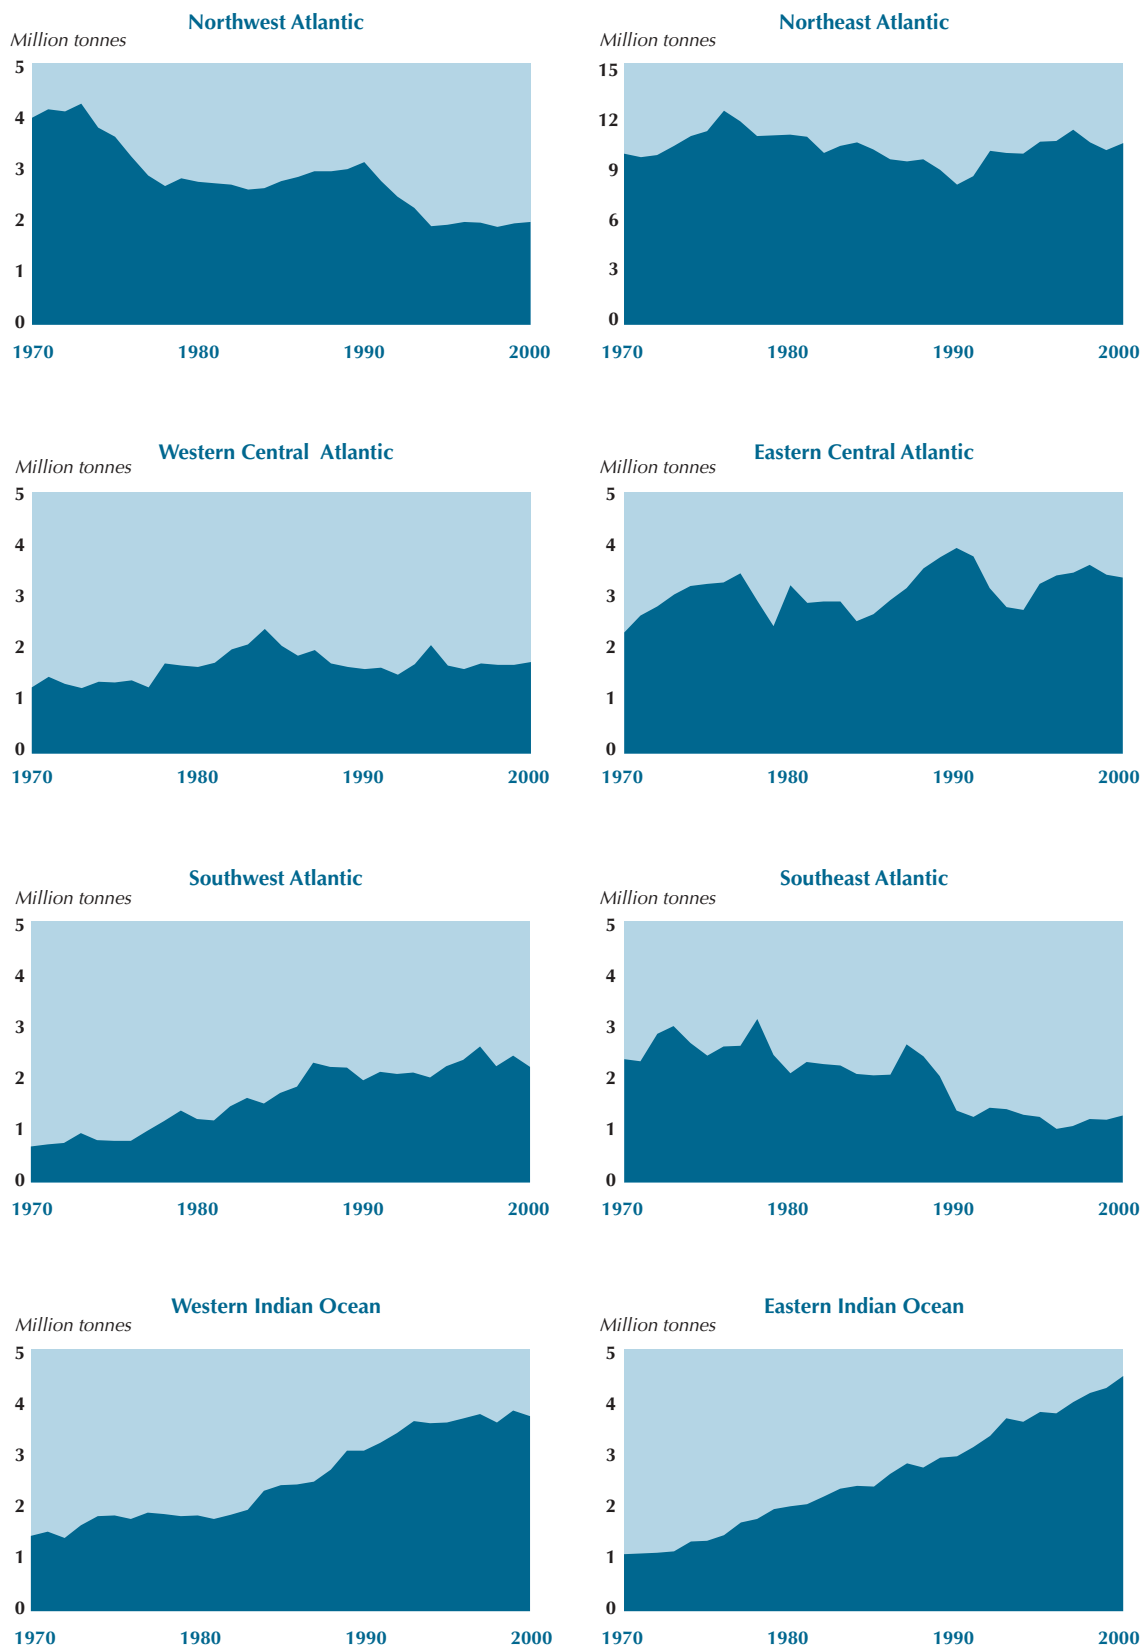 Northwest Atlantic
Million tonnes
5
4
3
2
1
0
1970 1980 1990 2000
Northeast Atlantic
Million tonnes
15
12
9
6
3
0
1970 1980 1990 2000
Western Central Atlantic
Million tonnes
5
4
3
2
1
0
1970 1980 1990 2000
Eastern Central Atlantic
Million tonnes
5
4
3
2
1
0
1970 1980 1990 2000
Southwest Atlantic
Million tonnes
5
4
3
2
1
0
1970 1980 1990 2000
Southeast Atlantic
Million tonnes
5
4
3
2
1
0
1970 1980 1990 2000
Western Indian Ocean
Million tonnes
5
4
3
2
1
0
1970 1980 1990 2000
Eastern Indian Ocean
Million tonnes
5
4
3
2
1
0
1970 1980 1990 2000